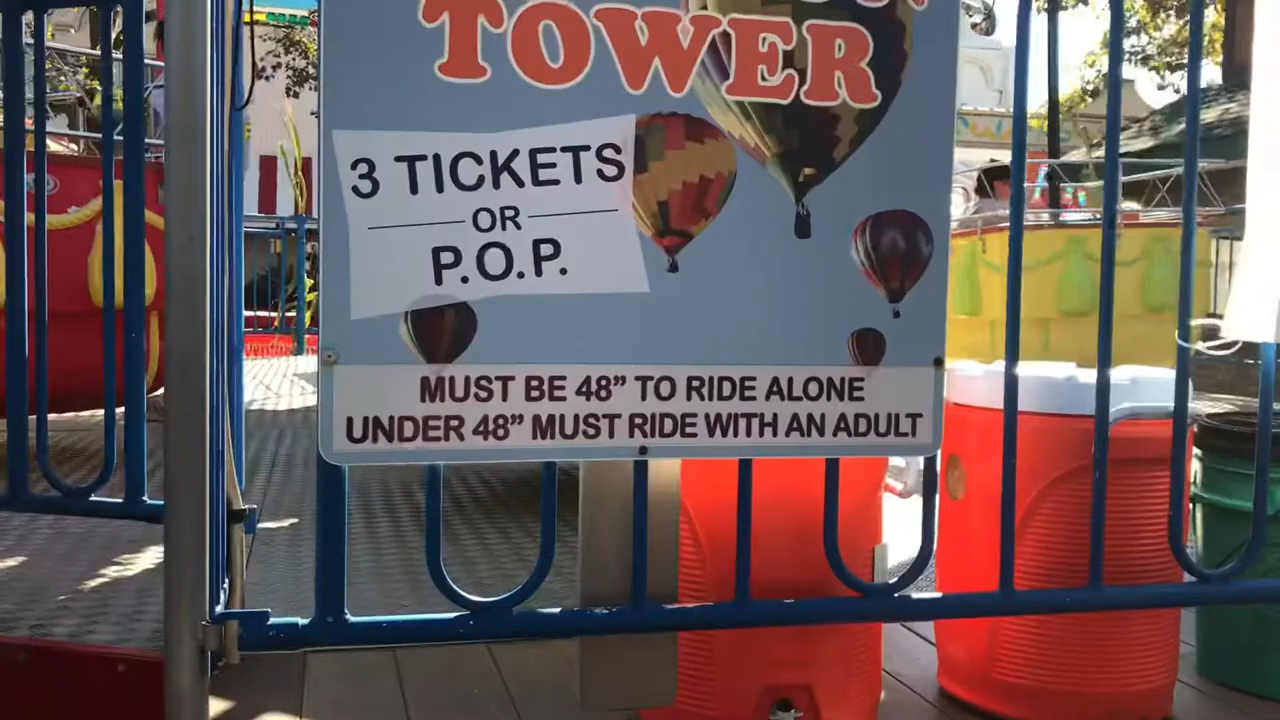 TOWER
3 TICKETS
OR
P.O.P.
MUST BE 48” TO RIDE ALONE
UNDER 48” MUST RIDE WITH AN ADULT